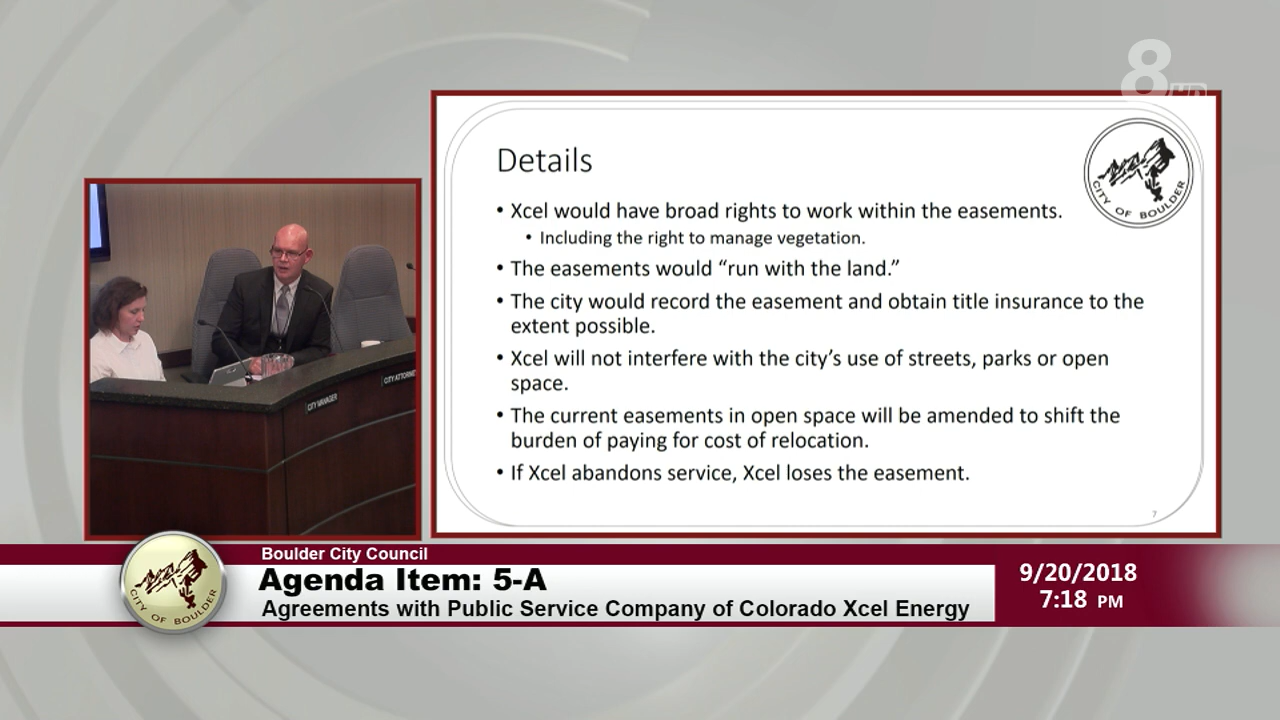 8
HD
Details
CITY OF BOULDER
• Xcel would have broad rights to work within the easements.
• Including the right to manage vegetation.
• The easements would “run with the land.”
• The city would record the easement and obtain title insurance to the
extent possible.
• Xcel will not interfere with the city’s use of streets, parks or open
space.
• The current easements in open space will be amended to shift the
burden of paying for cost of relocation.
• If Xcel abandons service, Xcel loses the easement.
7
CITY MANAGER
CITY ATTORNE
Boulder City Council
Agenda Item: 5-A
Agreements with Public Service Company of Colorado Xcel Energy
CITY OF BOULDER
9/20/2018
7:18 PM